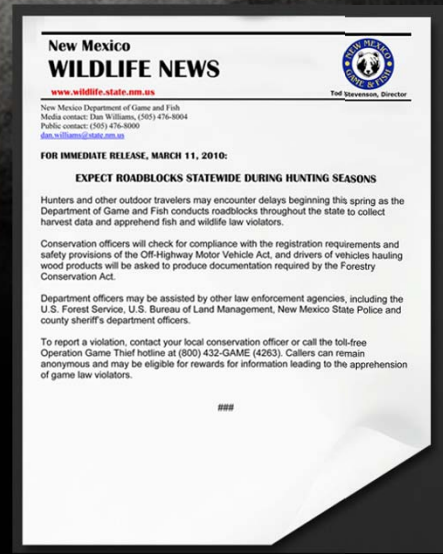 New Mexico
WILDLIFE NEWS
www.wildlife.state.nm.us
NEW MEXICO
GAME & FISH
Tod Stevenson, Director
New Mexico Department of Game and Fish
Media contact: Dan Williams, (505) 476-8004
Public contact: (505) 476-8000
dan.williams@state.nm.us
FOR IMMEDIATE RELEASE, MARCH 11, 2010:
EXPECT ROADBLOCKS STATEWIDE DURING HUNTING SEASONS
Hunters and other outdoor travelers may encounter delays beginning this spring as the
Department of Game and Fish conducts roadblocks throughout the state to collect
harvest data and apprehend fish and wildlife law violators.
Conservation officers will check for compliance with the registration requirements and
safety provisions of the Off-Highway Motor Vehicle Act, and drivers of vehicles hauling
wood products will be asked to produce documentation required by the Forestry
Conservation Act.
Department officers may be assisted by other law enforcement agencies, including the
U.S. Forest Service, U.S. Bureau of Land Management, New Mexico State Police and
county sheriff's department officers.
To report a violation, contact your local conservation officer or call the toll-free
Operation Game Thief hotline at (800) 432-GAME (4263). Callers can remain
anonymous and may be eligible for rewards for information leading to the apprehension
of game law violators.
###